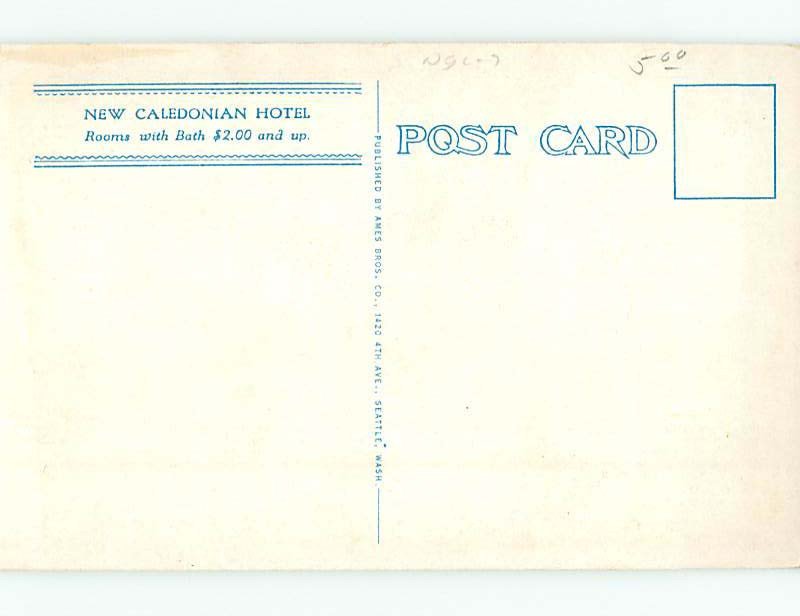 5.00
NEW CALEDONIAN HOTEL
Rooms with Bath $2.00 and up.
POST CARD
PUBLISHED BY AMES BROS. CO., 1420 4TH AVE., SEATTLE, WASH.